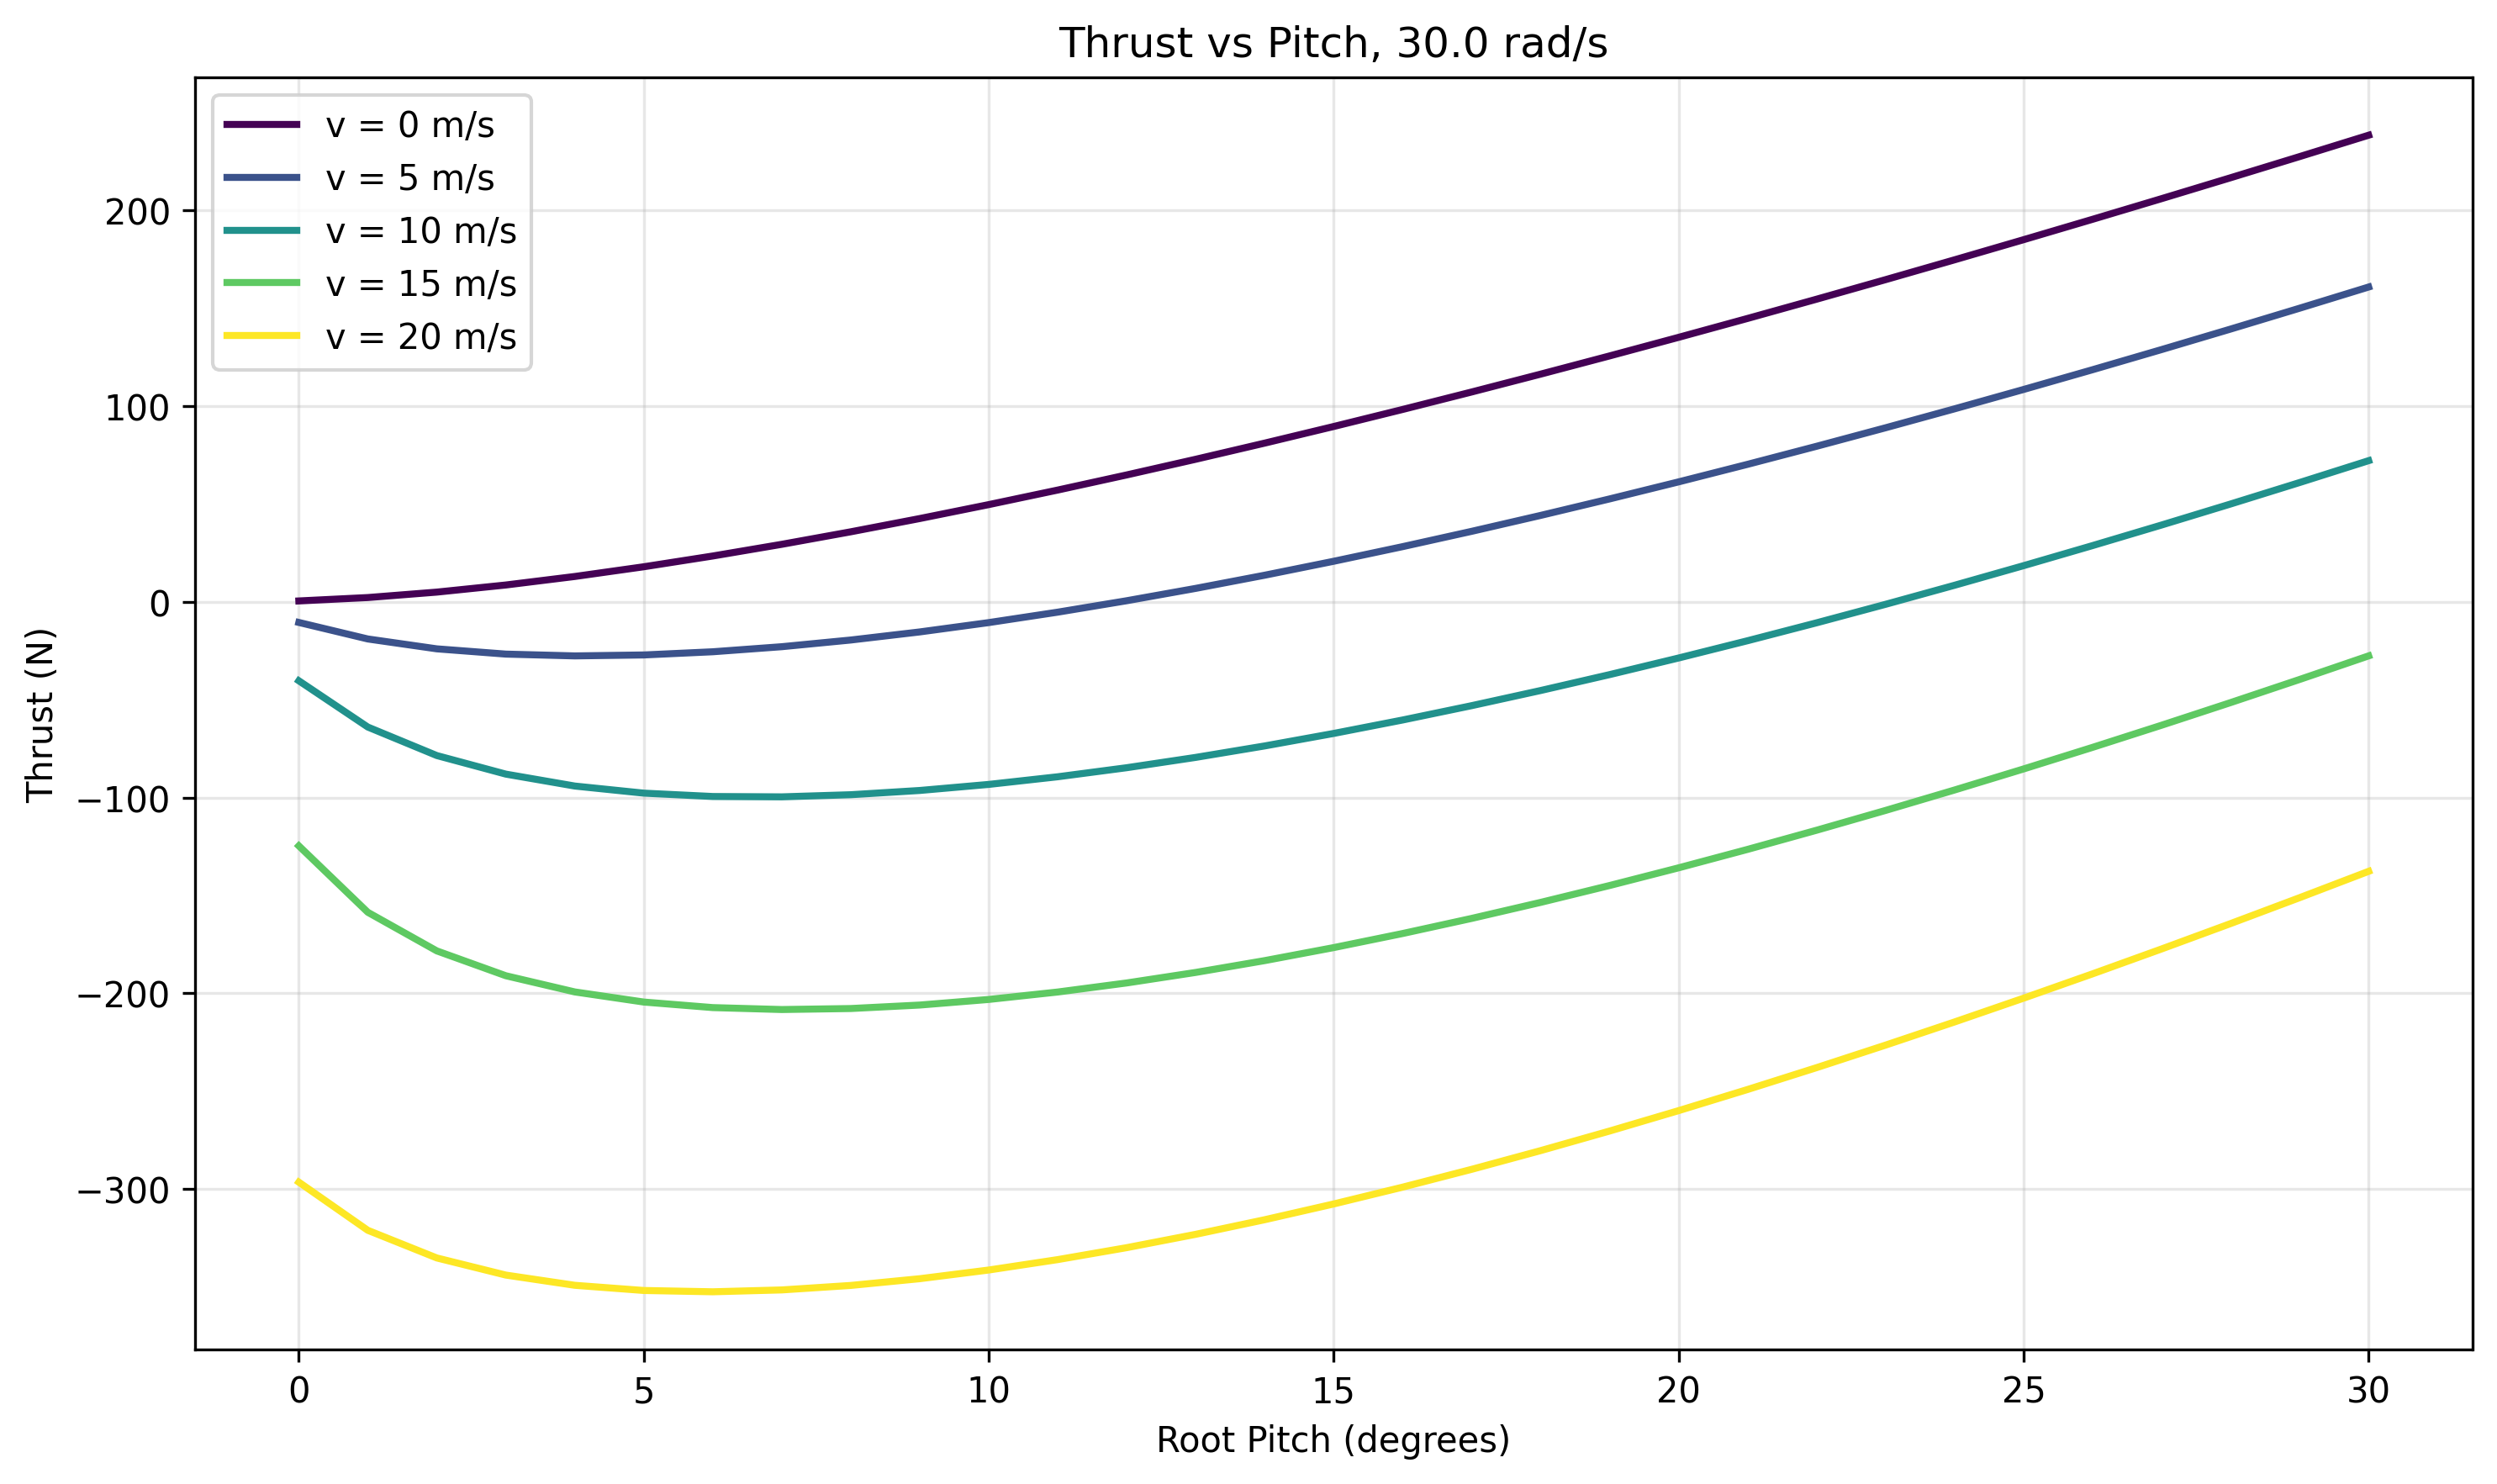 Thrust vs Pitch, 30.0 rad/s
v = 0 m/s
v = 5 m/s
v = 10 m/s
v = 15 m/s
v = 20 m/s
Thrust (N)
200
100
0
−100
−200
−300
0 5 10 15 20 25 30
Root Pitch (degrees)